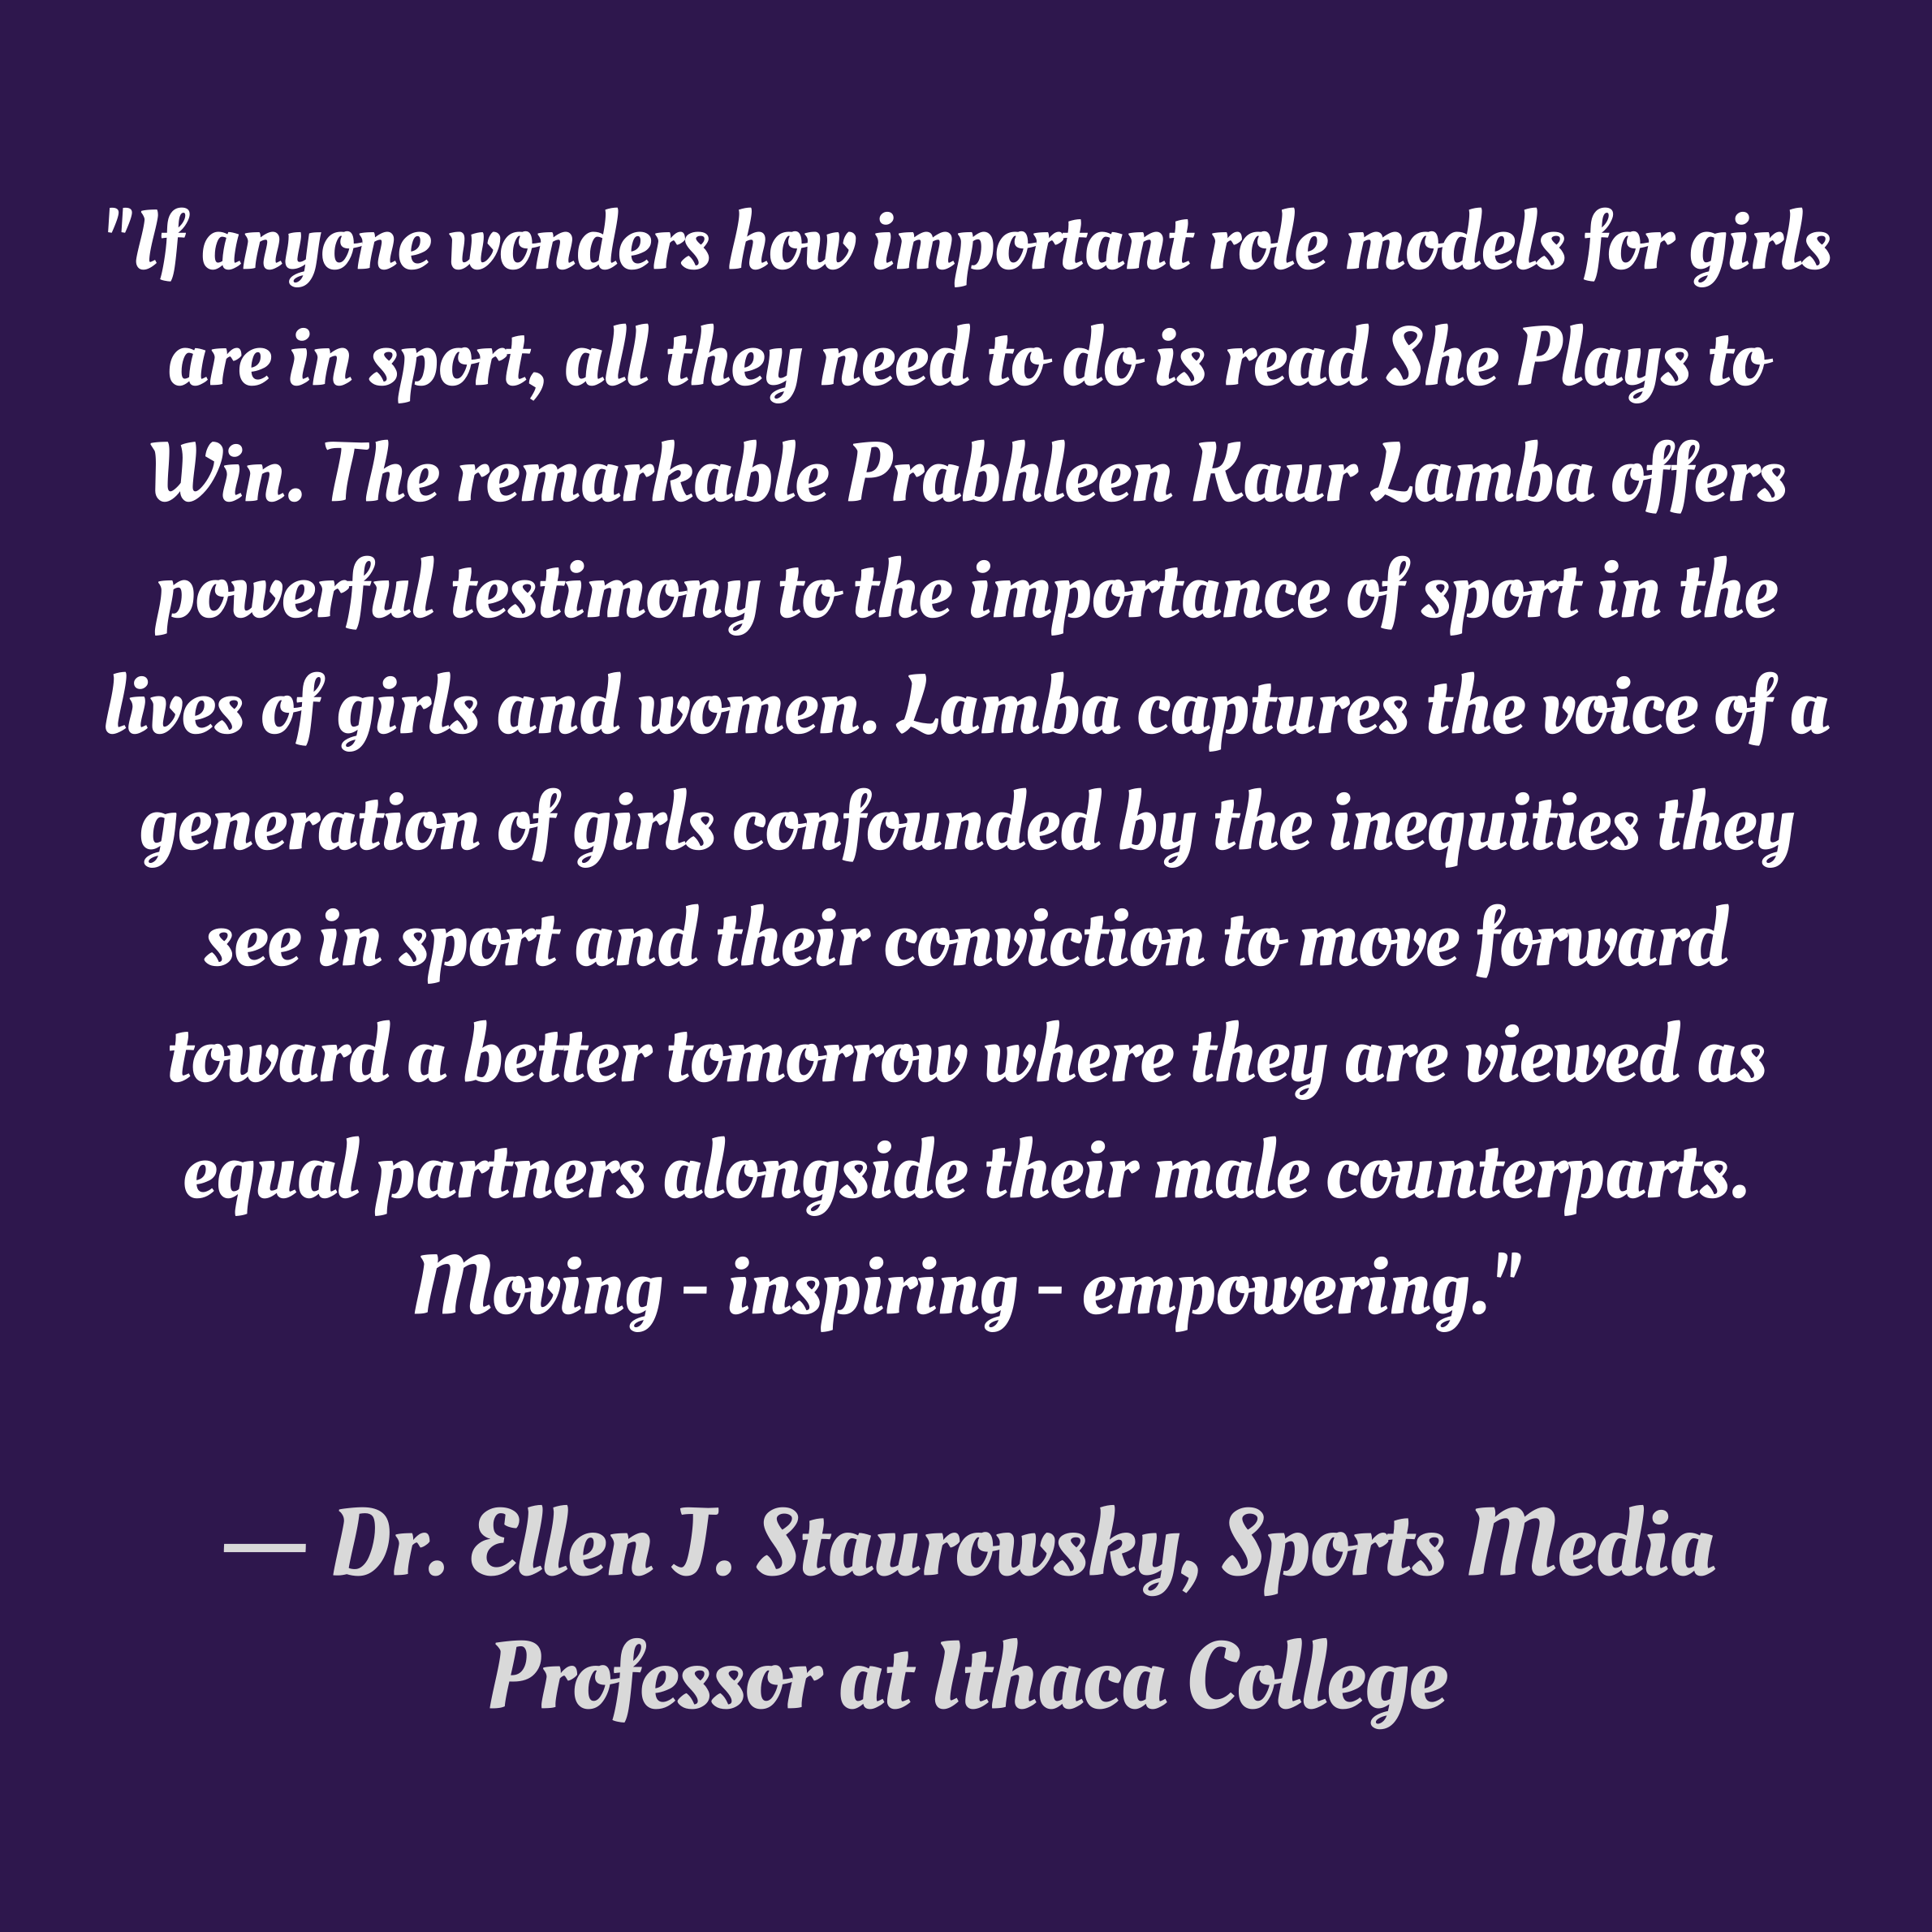 "If anyone wonders how important role models for girls
are in sport, all they need to do is read She Plays to
Win. The remarkable Prabhleen Kaur Lamba offers
powerful testimony to the importance of sport in the
lives of girls and women. Lamba captures the voice of a
generation of girls confounded by the inequities they
see in sport and their conviction to move forward
toward a better tomorrow where they are viewed as
equal partners alongside their male counterparts.
Moving - inspiring - empowering."
— Dr. Ellen J. Staurowsky, Sports Media
Professor at Ithaca College